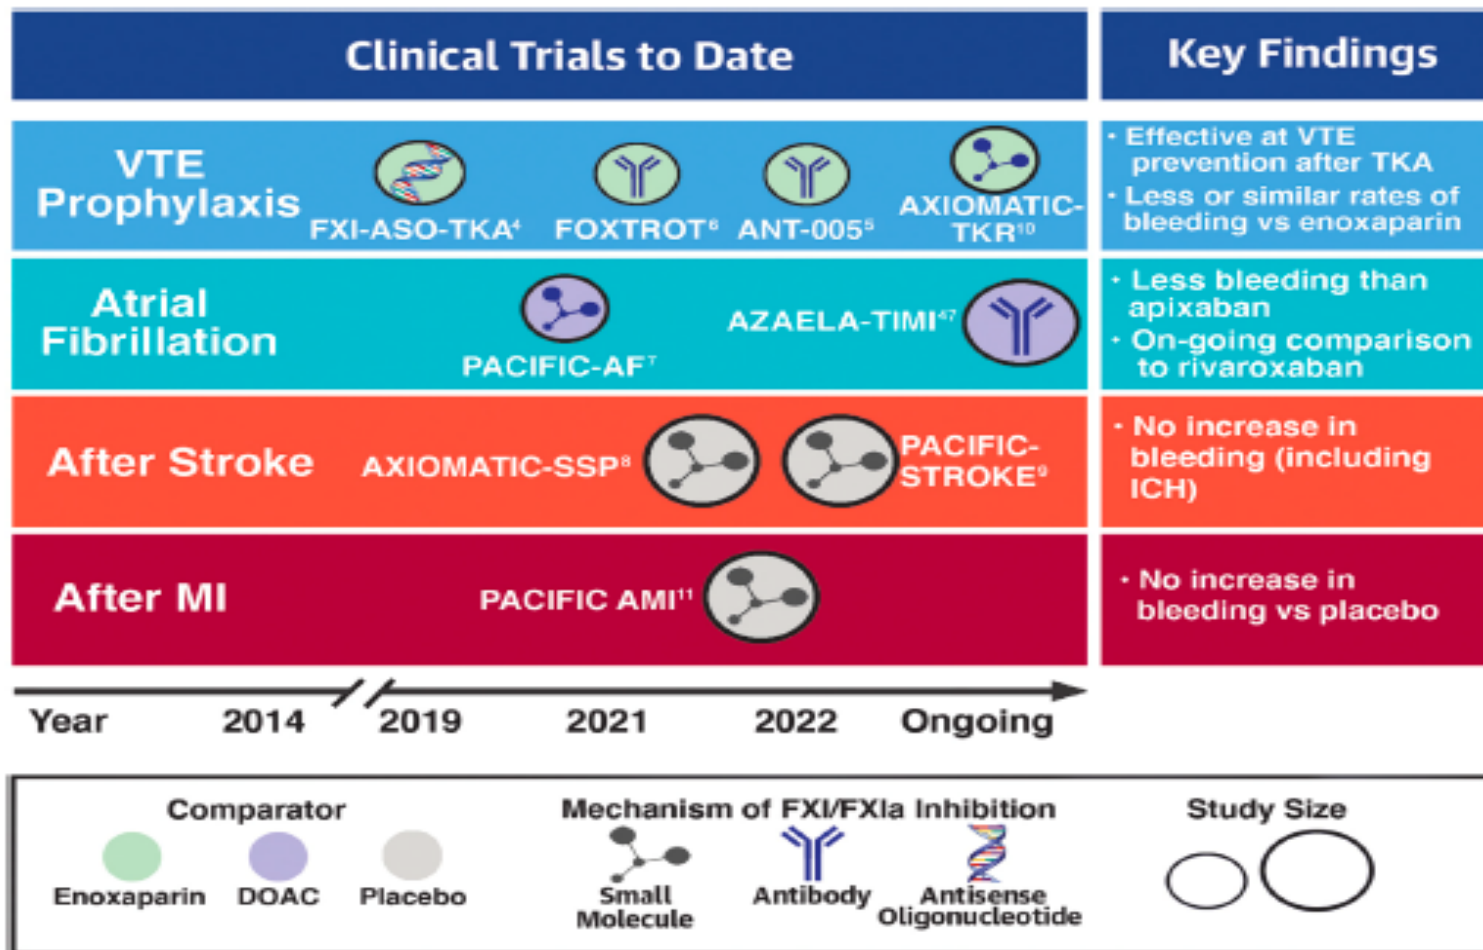 Clinical Trials to Date
Key Findings
VTE
Prophylaxis
FXI-ASO-TKA⁴
FOXTROT⁶
ANT-005⁵
AXIOMATIC-
TKR¹⁰
• Effective at VTE
prevention after TKA
• Less or similar rates of
bleeding vs enoxaparin
Atrial
Fibrillation
PACIFIC-AF⁷
AZAELA-TIMI⁴⁷
• Less bleeding than
apixaban
• On-going comparison
to rivaroxaban
After Stroke
AXIOMATIC-SSP⁸
PACIFIC-
STROKE⁹
• No increase in
bleeding (including
ICH)
After MI
PACIFIC AMI¹¹
• No increase in
bleeding vs placebo
Year
2014
2019
2021
2022
Ongoing
Comparator
Enoxaparin
DOAC
Placebo
Mechanism of FXI/FXIa Inhibition
Small
Molecule
Antibody
Antisense
Oligonucleotide
Study Size